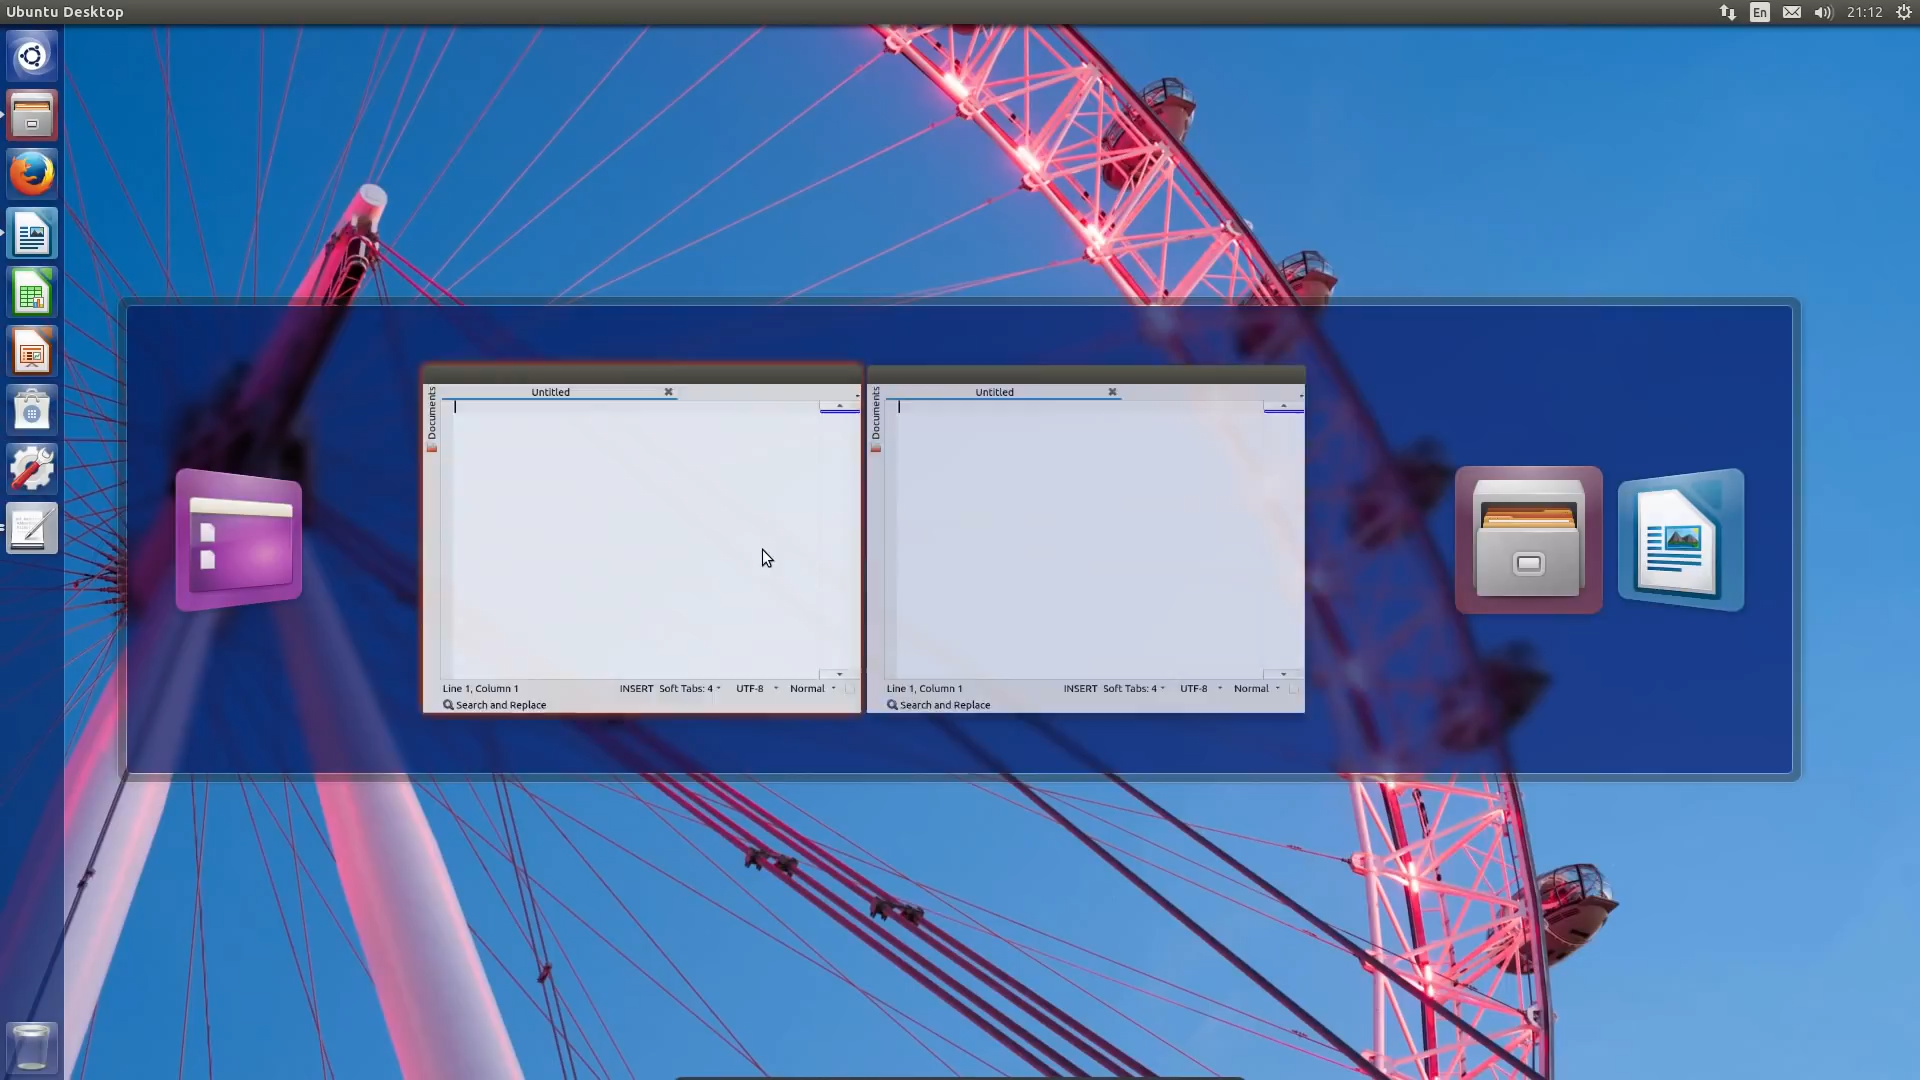 Ubuntu Desktop
En
21:12
Documents
Untitled
Line 1, Column 1
INSERT
Soft Tabs: 4
UTF-8
Normal
Search and Replace
Documents
Untitled
Line 1, Column 1
INSERT
Soft Tabs: 4
UTF-8
Normal
Search and Replace